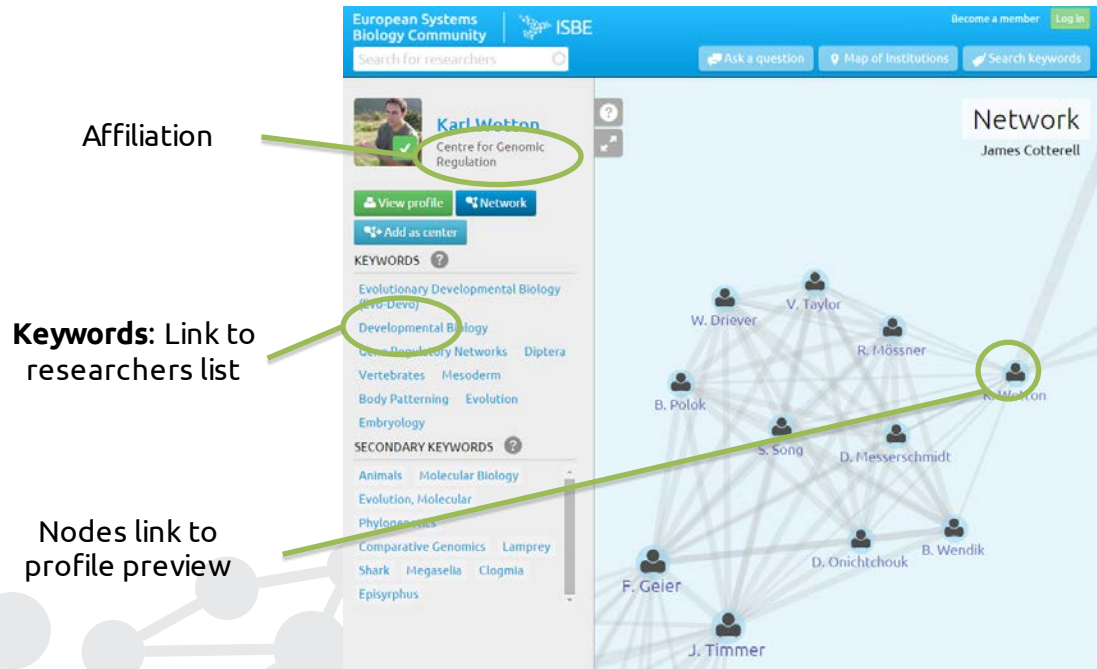 European Systems
Biology Community
ISBE
Become a member
Log in
Search for researchers
Ask a question
Map of Institutions
Search keywords
Affiliation
Karl Wotton
Centre for Genomic
Regulation
Network
James Cotterell
View profile
Network
Add as center
KEYWORDS ?
Evolutionary Developmental Biology
(Evo-Devo)
Developmental Biology
Gene Regulatory Networks Diptera
Vertebrates Mesoderm
Body Patterning Evolution
Embryology
Keywords: Link to
researchers list
SECONDARY KEYWORDS ?
Animals Molecular Biology
Evolution, Molecular
Phylogenetics
Comparative Genomics Lamprey
Shark Megaselia Clogmia
Episyrphus
Nodes link to
profile preview
?
V. Taylor
W. Driever
R. Mössner
K. Wotton
B. Polok
S. Song
D. Messerschmidt
B. Wendik
D. Onichtchouk
F. Geier
J. Timmer